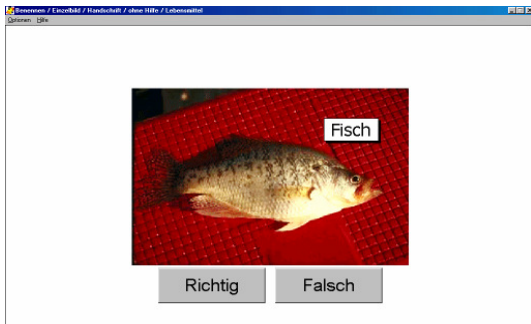 Benennen / Einzelbild / Handschrift / ohne Hilfe / Lebensmittel
Optionen Hilfe
Fisch
Richtig Falsch